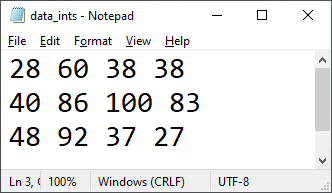 data_ints - Notepad
File Edit Format View Help
28 60 38 38
40 86 100 83
48 92 37 27
Ln 3, 100% Windows (CRLF) UTF-8